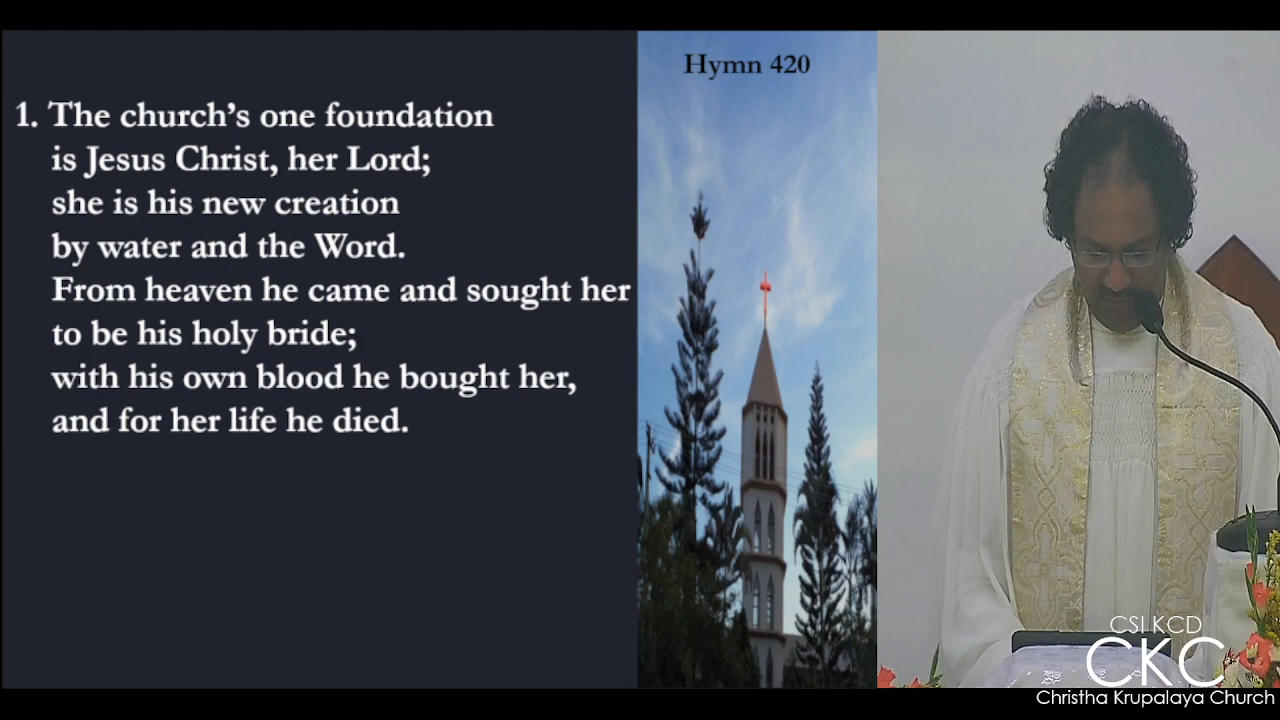 Hymn 420
1. The church's one foundation
is Jesus Christ, her Lord;
she is his new creation
by water and the Word.
From heaven he came and sought her
to be his holy bride;
with his own blood he bought her,
and for her life he died.
CSI KCD
CKC
Christha Krupalaya Church